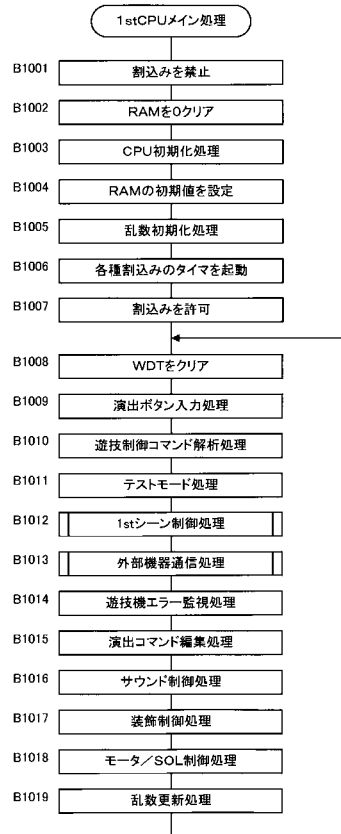 1stCPUメイン処理
B1001 割込みを禁止
B1002 RAMを0クリア
B1003 CPU初期化処理
B1004 RAMの初期値を設定
B1005 乱数初期化処理
B1006 各種割込みのタイマを起動
B1007 割込みを許可
B1008 WDTをクリア
B1009 演出ボタン入力処理
B1010 遊技制御コマンド解析処理
B1011 テストモード処理
B1012 1stシーン制御処理
B1013 外部機器通信処理
B1014 遊技機エラー監視処理
B1015 演出コマンド編集処理
B1016 サウンド制御処理
B1017 装飾制御処理
B1018 モータ/SOL制御処理
B1019 乱数更新処理